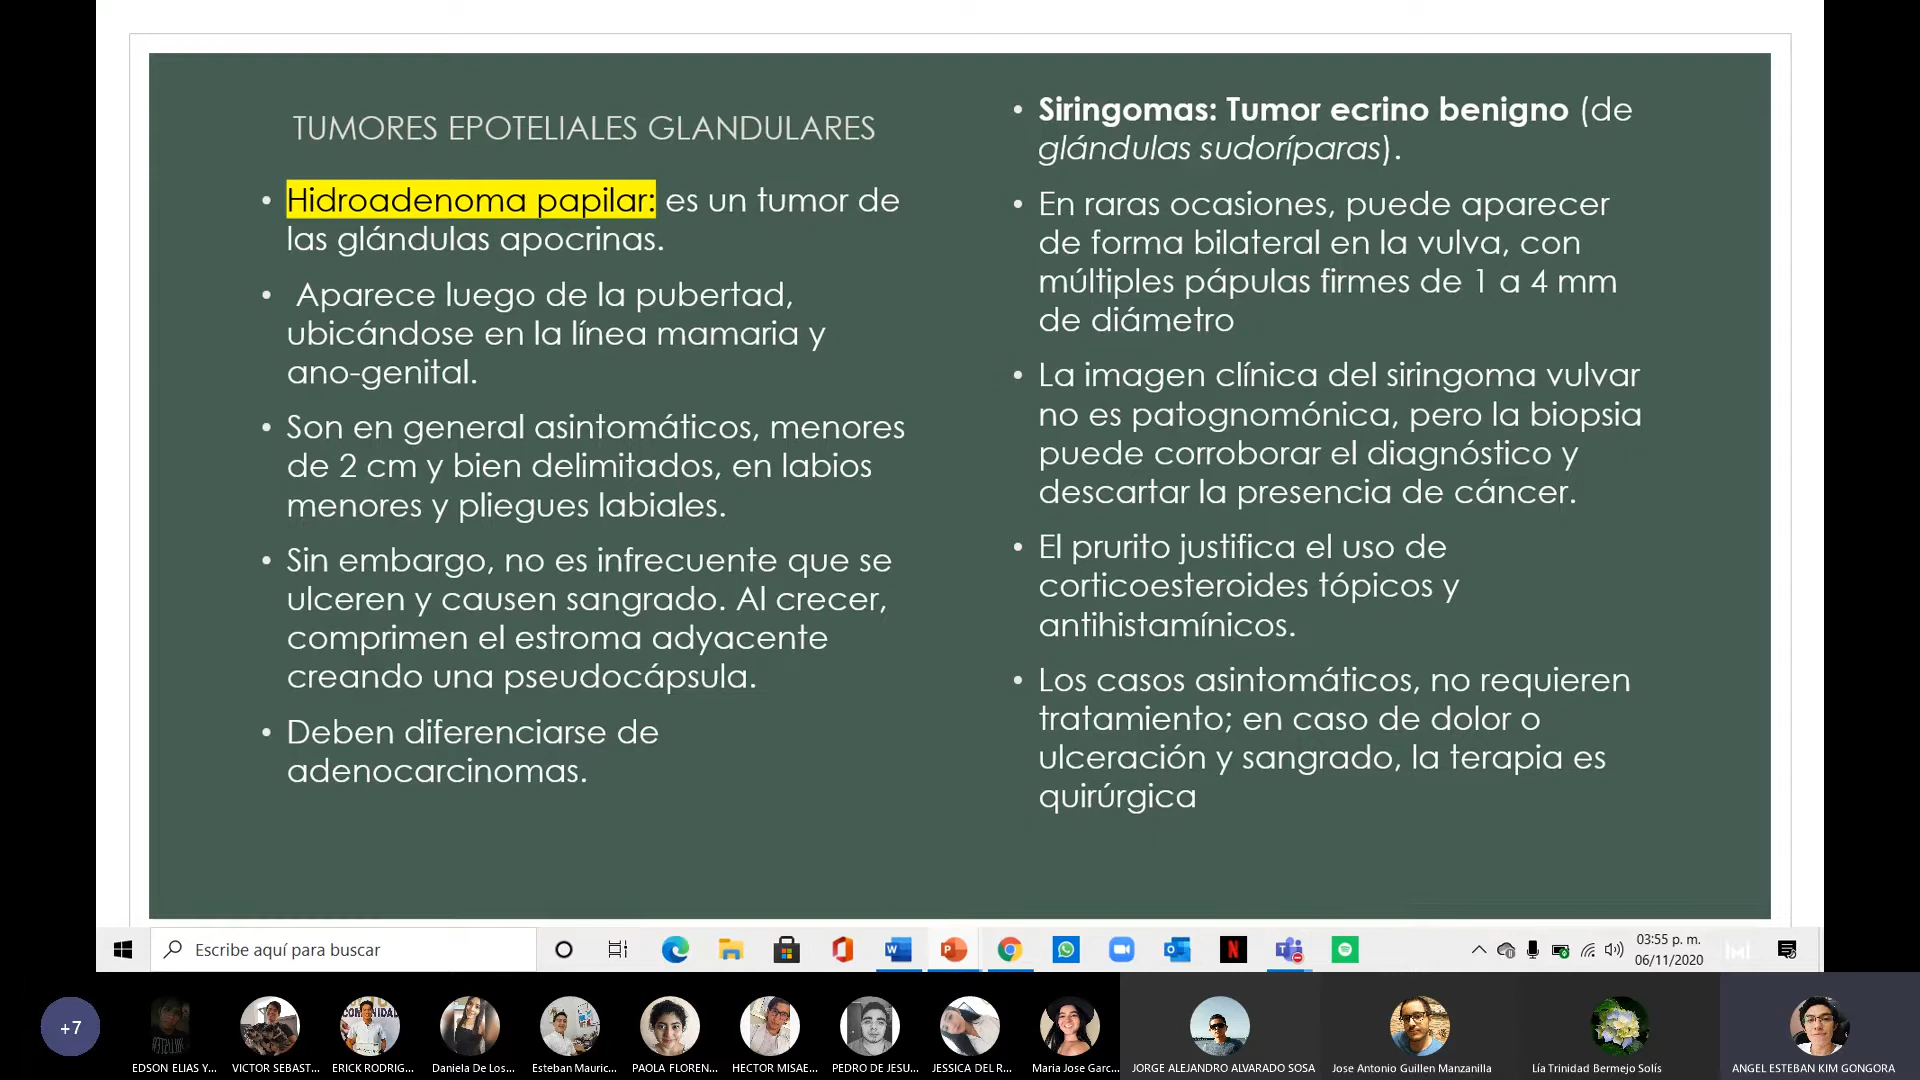 TUMORES EPOTELIALES GLANDULARES
• Hidroadenoma papilar: es un tumor de
las glándulas apocrinas.
• Aparece luego de la pubertad,
ubicándose en la línea mamaria y
ano-genital.
• Son en general asintomáticos, menores
de 2 cm y bien delimitados, en labios
menores y pliegues labiales.
• Sin embargo, no es infrecuente que se
ulceren y causen sangrado. Al crecer,
comprimen el estroma adyacente
creando una pseudocápsula.
• Deben diferenciarse de
adenocarcinomas.
• Siringomas: Tumor ecrino benigno (de
glándulas sudoríparas).
• En raras ocasiones, puede aparecer
de forma bilateral en la vulva, con
múltiples pápulas firmes de 1 a 4 mm
de diámetro
• La imagen clínica del siringoma vulvar
no es patognomónica, pero la biopsia
puede corroborar el diagnóstico y
descartar la presencia de cáncer.
• El prurito justifica el uso de
corticoesteroides tópicos y
antihistamínicos.
• Los casos asintomáticos, no requieren
tratamiento; en caso de dolor o
ulceración y sangrado, la terapia es
quirúrgica
Escribe aquí para buscar
03:55 p. m.
06/11/2020
+7
EDSON ELIAS Y... VICTOR SEBAST... ERICK RODRIG... Daniela De Los... Esteban Mauric... PAOLA FLOREN... HECTOR MISAE... PEDRO DE JESU... JESSICA DEL R... Maria Jose Garc... JORGE ALEJANDRO ALVARADO SOSA Jose Antonio Guillen Manzanilla Lía Trinidad Bermejo Solís ANGEL ESTEBAN KIM GONGORA